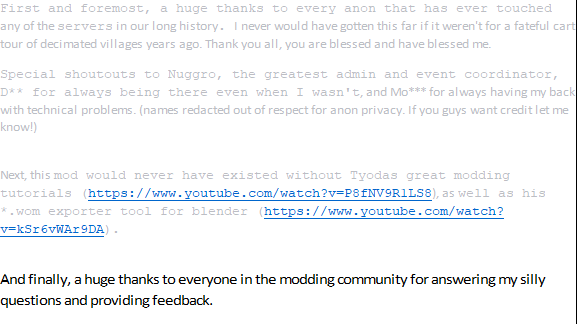 First and foremost, a huge thanks to every anon that has ever touched
any of the servers in our long history. I never would have gotten this far if it weren't for a fateful cart
tour of decimated villages years ago. Thank you all, you are blessed and have blessed me.
Special shoutouts to Nuggro, the greatest admin and event coordinator,
D** for always being there even when I wasn't, and Mo*** for always having my back
with technical problems. (names redacted out of respect for anon privacy. If you guys want credit let me
know!)
Next, this mod would never have existed without Tyodas great modding
tutorials (https://www.youtube.com/watch?v=P8fNV9RlLS8), as well as his
*.wom exporter tool for blender (https://www.youtube.com/watch?
v=kSr6vWAr9DA).
And finally, a huge thanks to everyone in the modding community for answering my silly
questions and providing feedback.